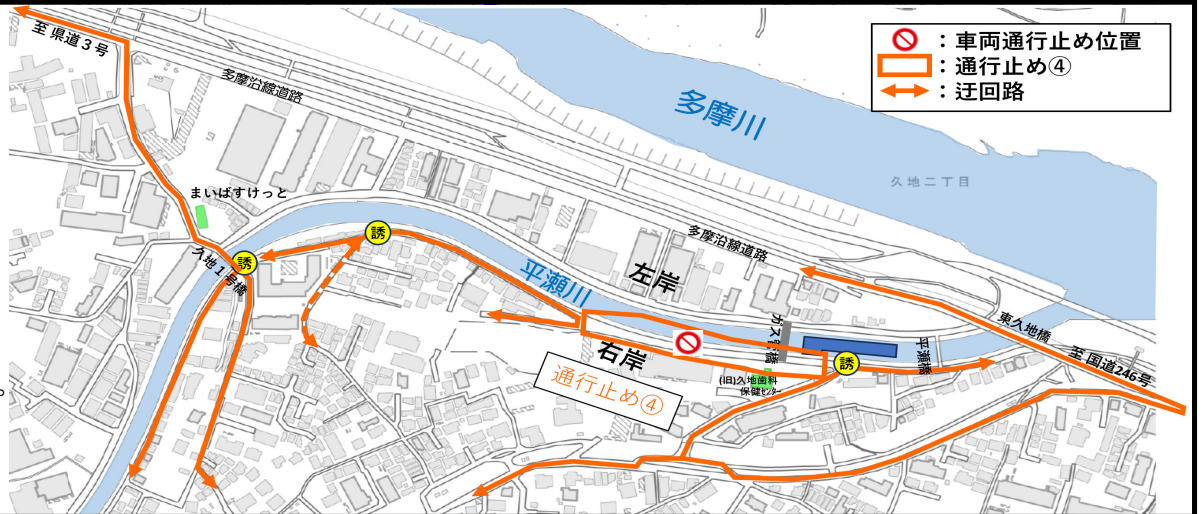 至 県道３号
多摩沿線道路
多摩川
：車両通行止め位置
：通行止め④
：迂回路
久地二丁目
まいばすけっと
誘
誘
久地１号橋
平瀬川
左岸
多摩沿線道路
東久地橋
至 国道246号
ガス管橋
平瀬橋
右岸
誘
(旧)久地歯科
保健センター
通行止め④
。